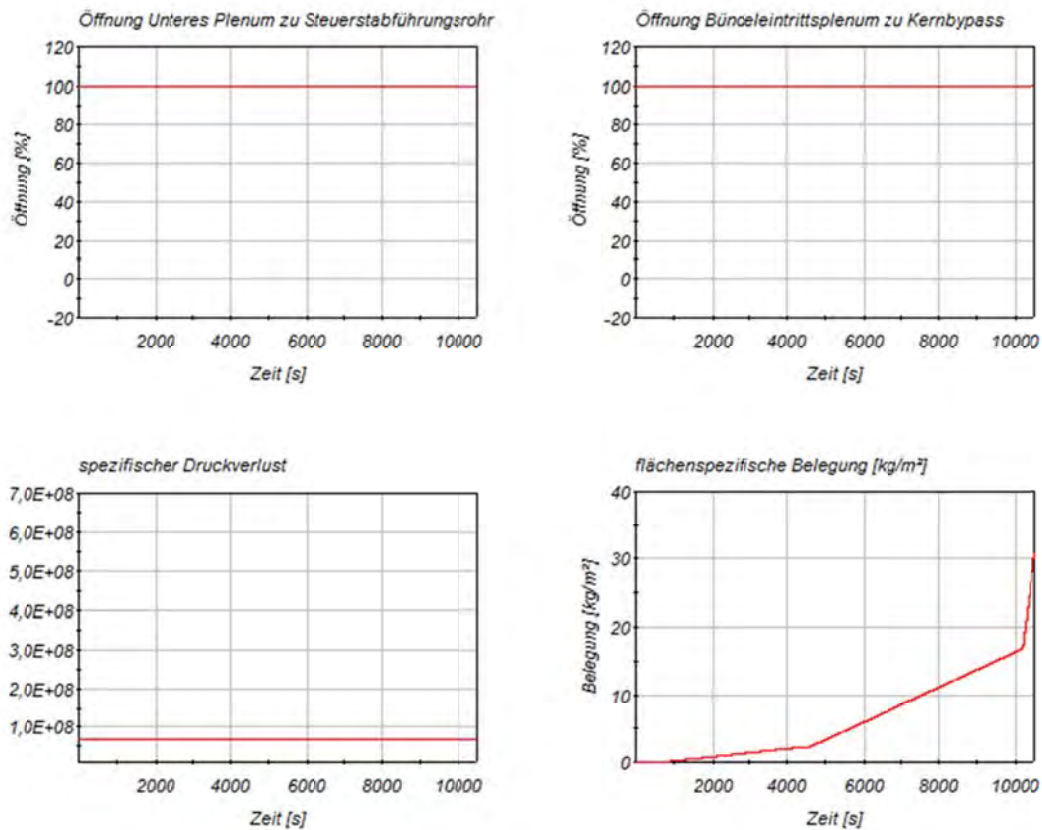 Öffnung Unteres Plenum zu Steuerstabführungsrohr
120
100
80
60
40
20
0
-20
Öffnung [%]
2000 4000 6000 8000 10000
Zeit [s]
Öffnung Bündeleintrittsplenum zu Kernbypass
120
100
80
60
40
20
0
-20
Öffnung [%]
2000 4000 6000 8000 10000
Zeit [s]
spezifischer Druckverlust
7,0E+08
6,0E+08
5,0E+08
4,0E+08
3,0E+08
2,0E+08
1,0E+08
2000 4000 6000 8000 10000
Zeit [s]
flächenspezifische Belegung [kg/m²]
40
30
20
10
0
Belegung [kg/m²]
2000 4000 6000 8000 10000
Zeit [s]